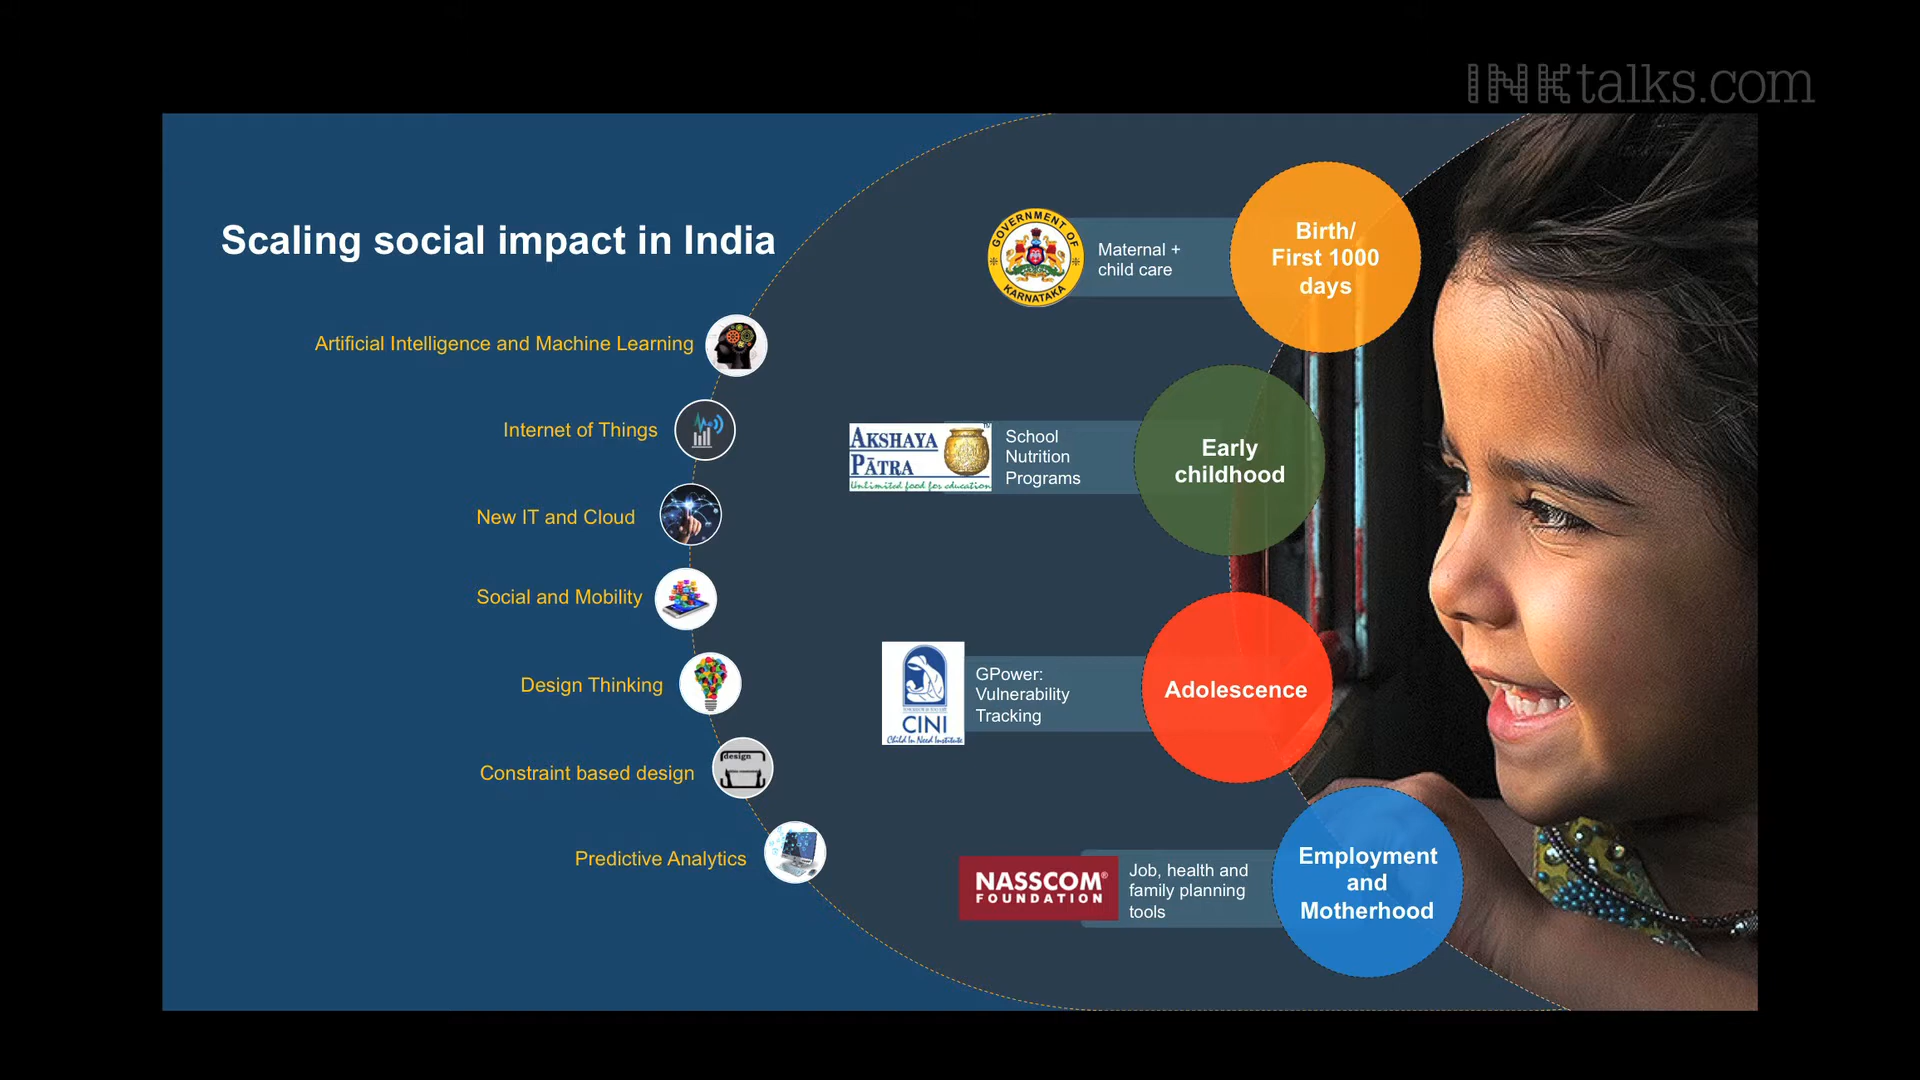 INKtalks.com
Scaling social impact in India
Artificial Intelligence and Machine Learning
Internet of Things
New IT and Cloud
Social and Mobility
Design Thinking
Constraint based design
Predictive Analytics
GOVERNMENT OF
KARNATAKA
Maternal +
child care
Birth/
First 1000
days
AKSHAYA
PĀTRA
Unlimited food for education
School
Nutrition
Programs
Early
childhood
CINI
Child In Need Institute
GPower:
Vulnerability
Tracking
Adolescence
NASSCOM®
FOUNDATION
Job, health and
family planning
tools
Employment
and
Motherhood
design